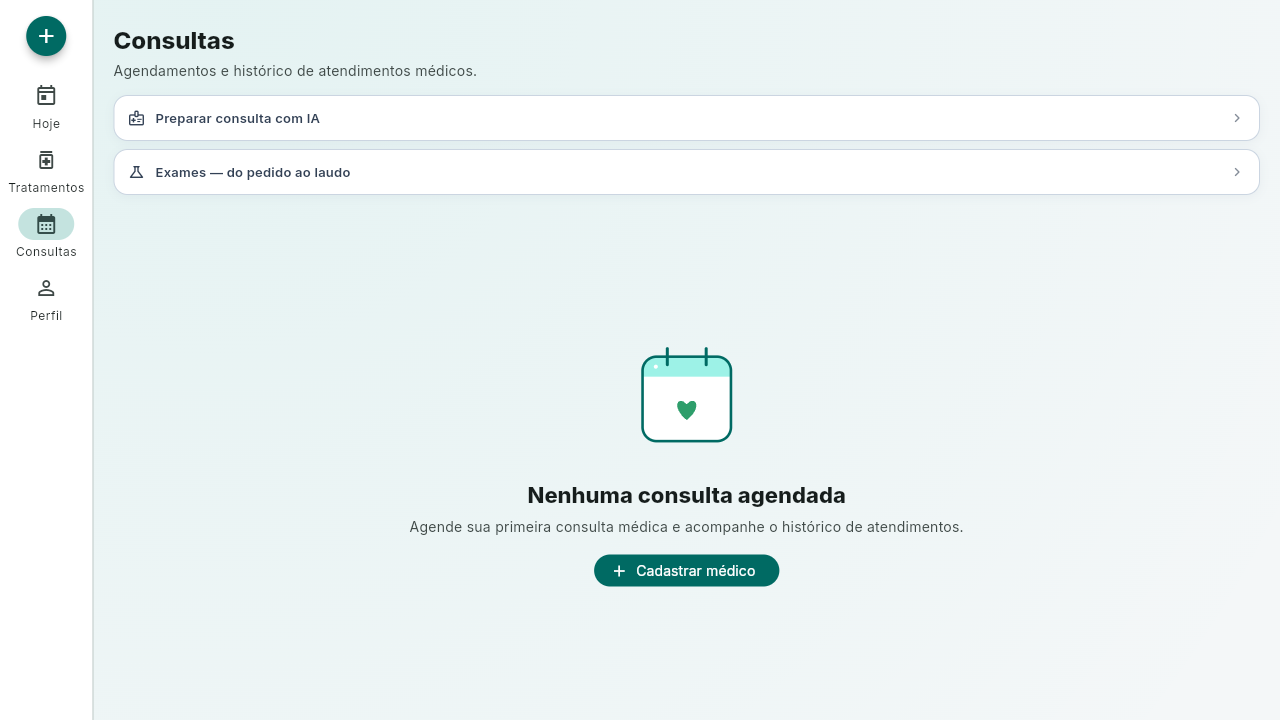 Hoje
Tratamentos
Consultas
Perfil
Consultas
Agendamentos e histórico de atendimentos médicos.
Preparar consulta com IA
Exames — do pedido ao laudo
Nenhuma consulta agendada
Agende sua primeira consulta médica e acompanhe o histórico de atendimentos.
Cadastrar médico